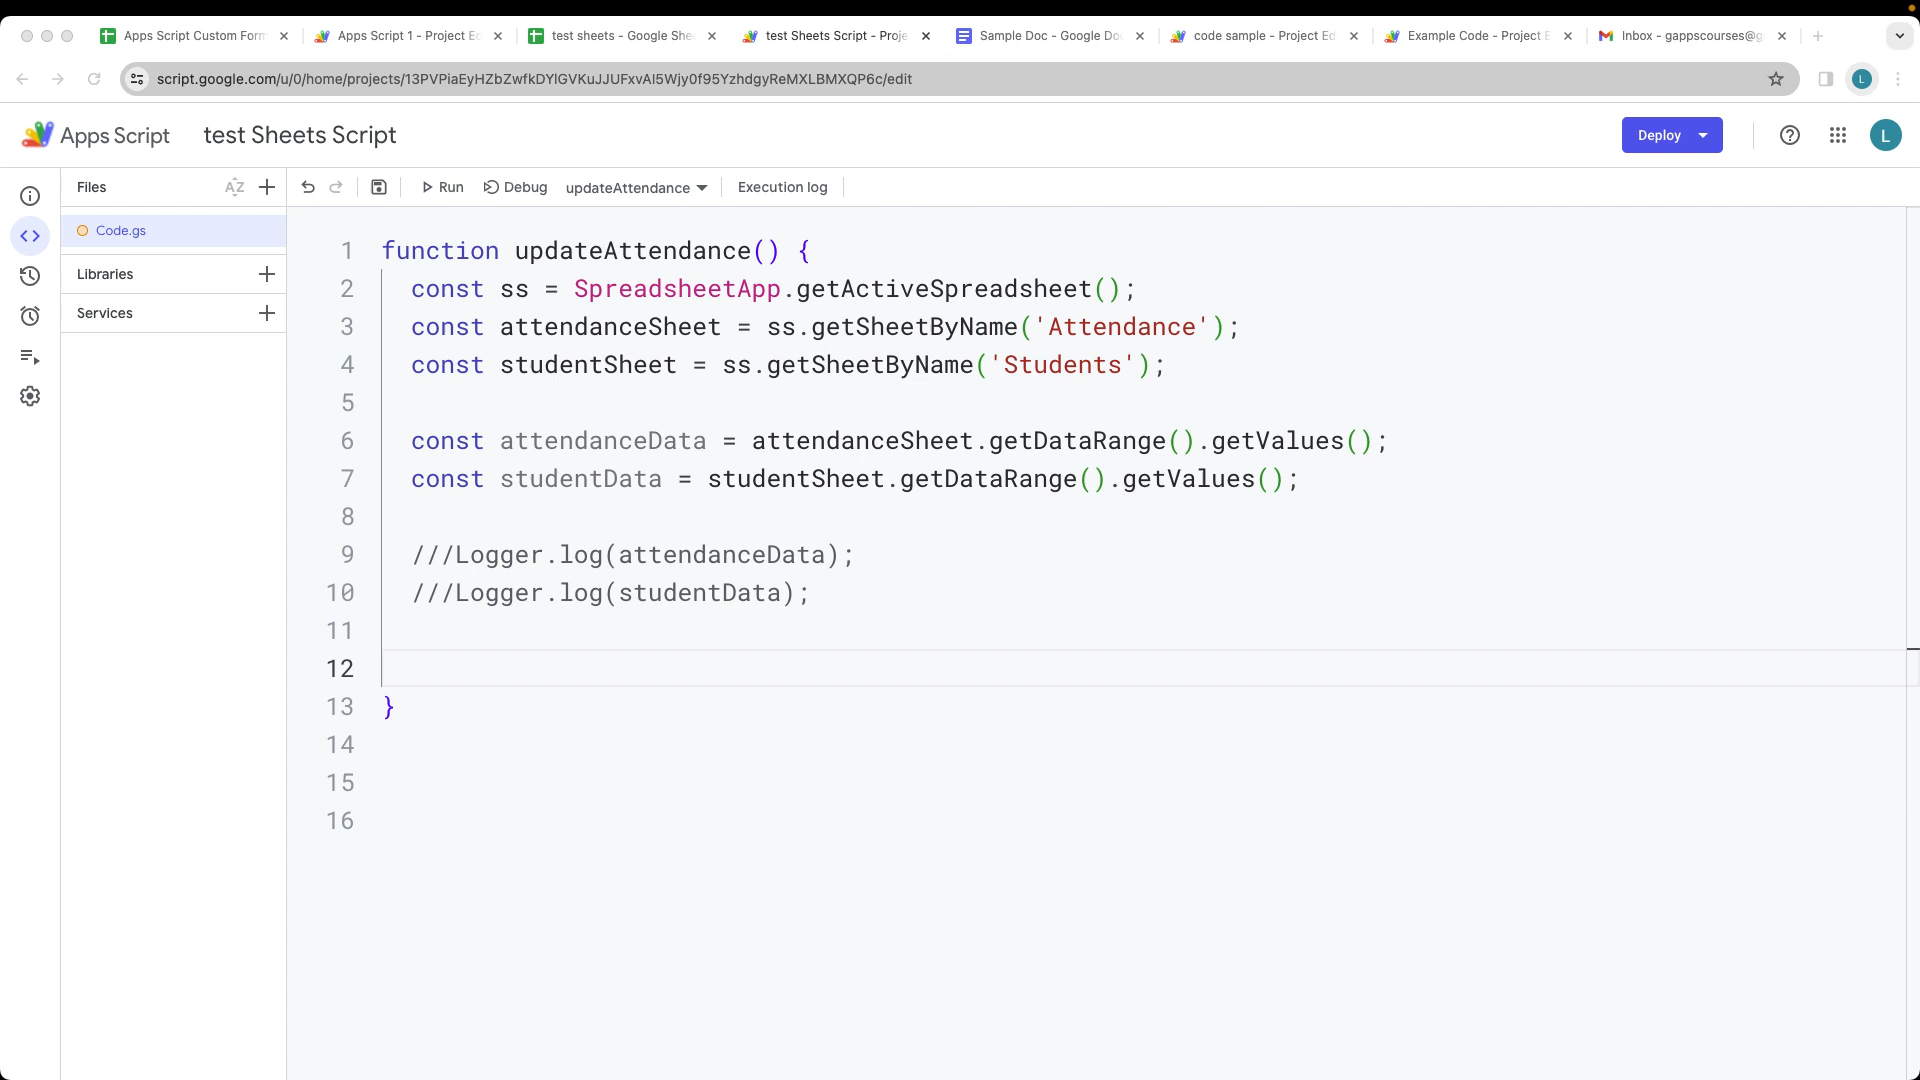 Apps Script Custom Form
Apps Script 1 - Project Ed
test sheets - Google She
test Sheets Script - Proje
Sample Doc - Google Do
code sample - Project Ed
Example Code - Project E
Inbox - gappscourses@g
script.google.com/u/0/home/projects/13PVPiaEyHZbZwfkDYlGVKuJJUFxvAl5Wjy0f95YzhdgyReMXLBMXQP6c/edit
L
Apps Script
test Sheets Script
Deploy
L
Files
AZ
Run
Debug
updateAttendance
Execution log
Code.gs
Libraries
Services
1 function updateAttendance() {
2 const ss = SpreadsheetApp.getActiveSpreadsheet();
3 const attendanceSheet = ss.getSheetByName('Attendance');
4 const studentSheet = ss.getSheetByName('Students');
5
6 const attendanceData = attendanceSheet.getDataRange().getValues();
7 const studentData = studentSheet.getDataRange().getValues();
8
9 ///Logger.log(attendanceData);
10 ///Logger.log(studentData);
11
12
13 }
14
15
16